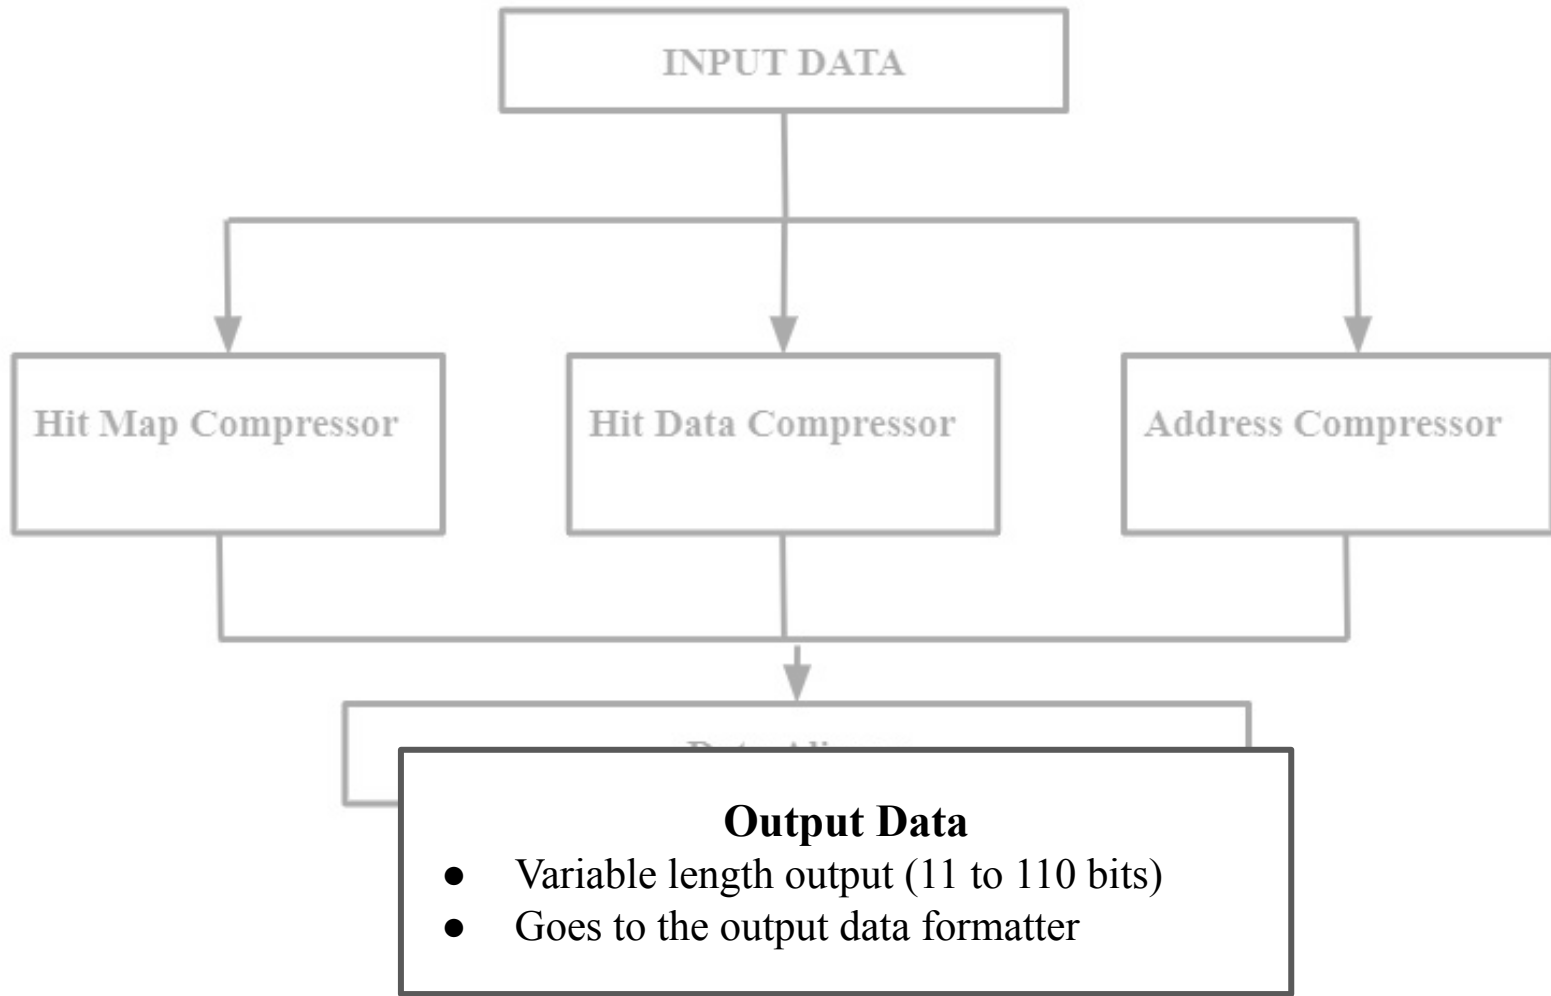 INPUT DATA
Hit Map Compressor
Hit Data Compressor
Address Compressor
Output Data
● Variable length output (11 to 110 bits)
● Goes to the output data formatter